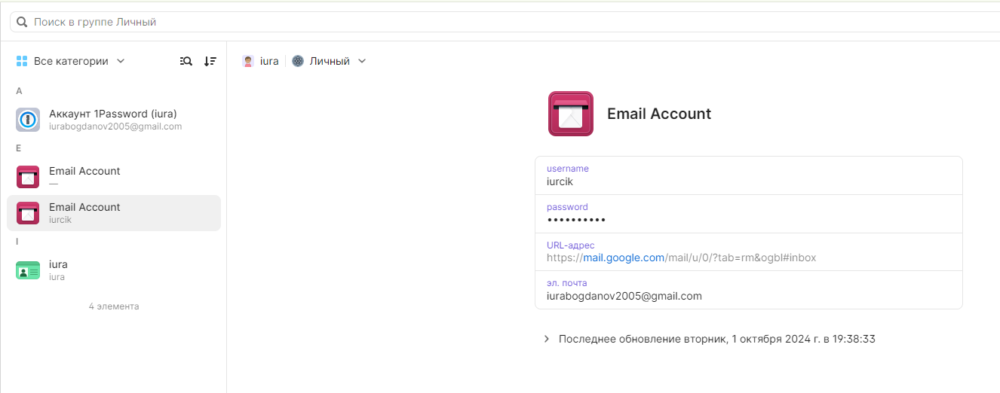 Поиск в группе Личный
Все категории
iura
Личный
A
Аккаунт 1Password (iura)
iurabogdanov2005@gmail.com
E
Email Account
—
Email Account
iurcik
I
iura
iura
4 элемента
Email Account
username
iurcik
password
••••••••••
URL-адрес
https://mail.google.com/mail/u/0/?tab=rm&ogbl#inbox
эл. почта
iurabogdanov2005@gmail.com
Последнее обновление вторник, 1 октября 2024 г. в 19:38:33